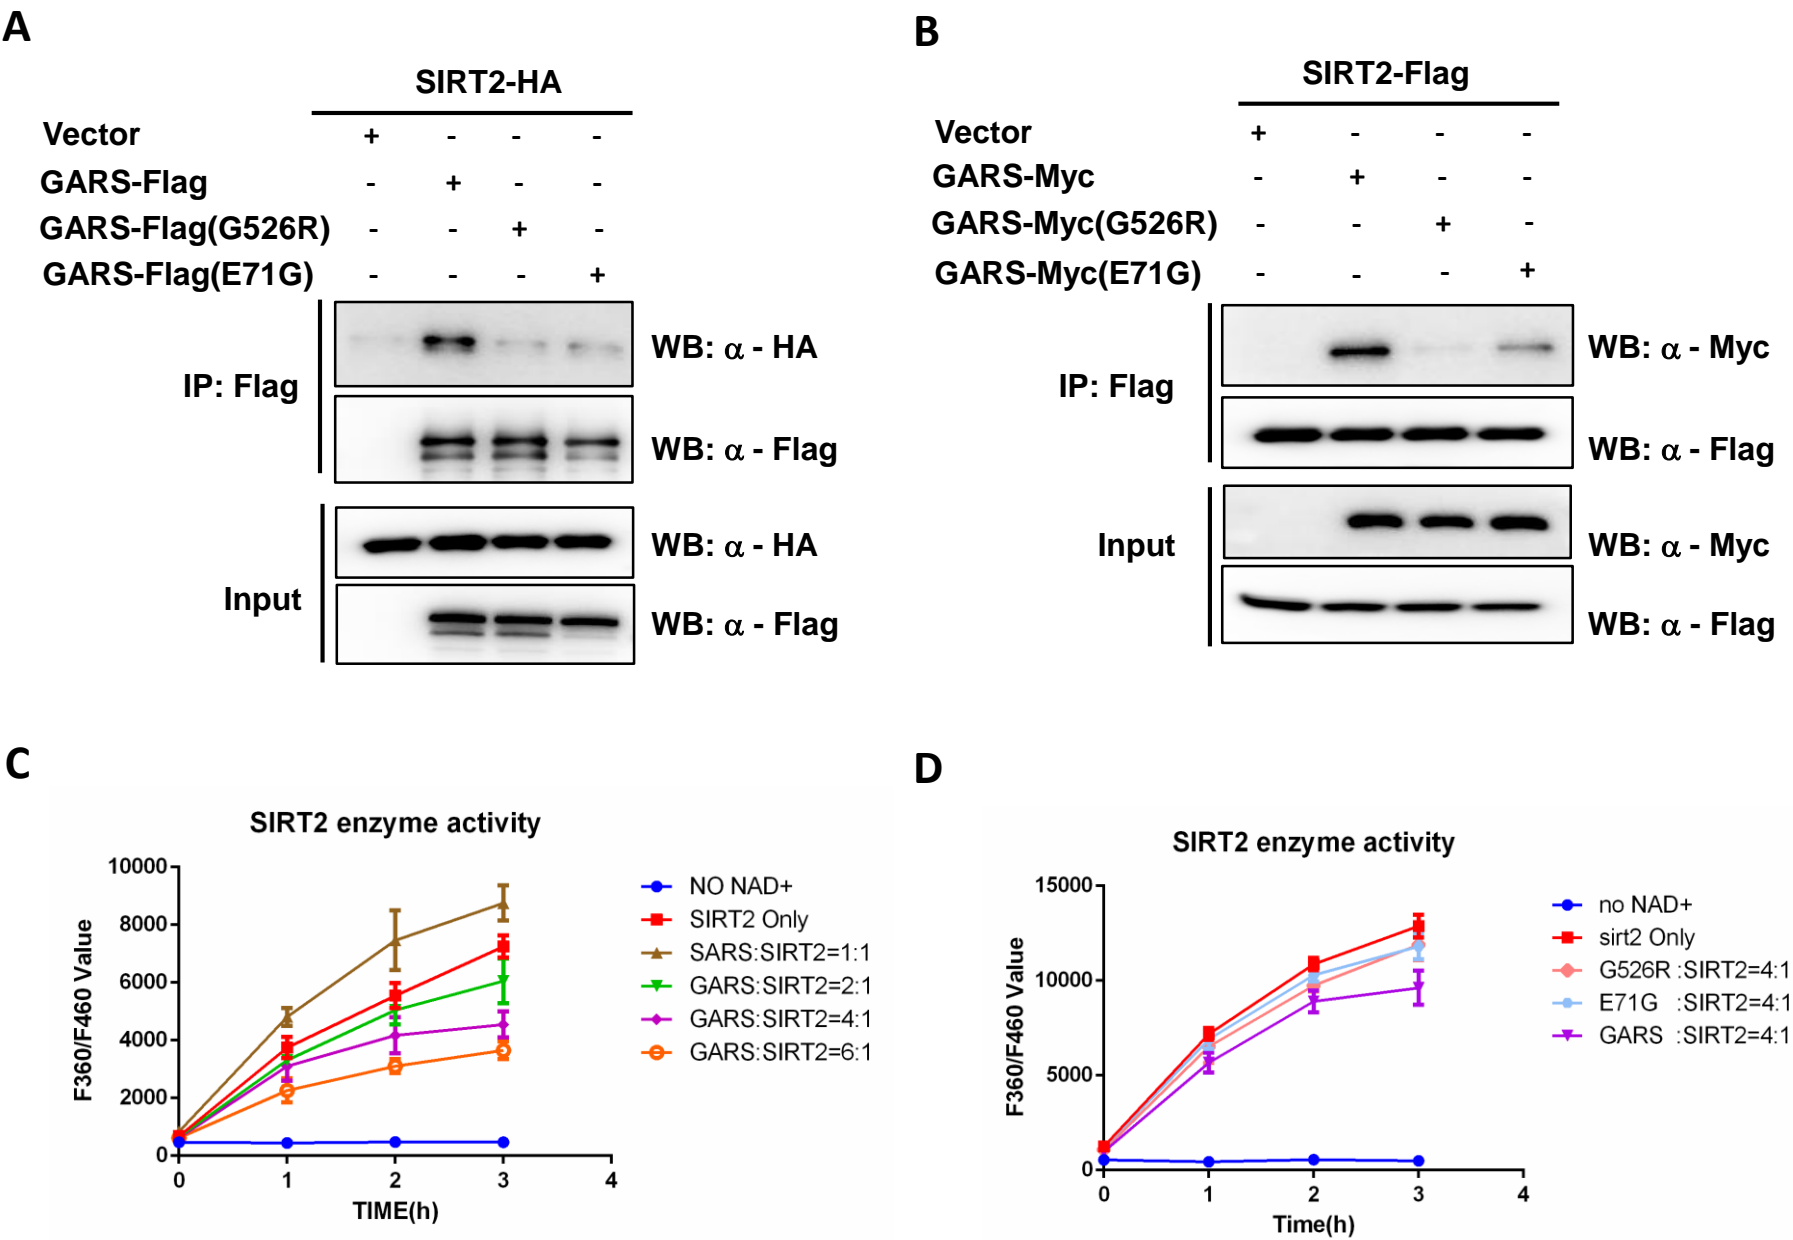 A
SIRT2-HA
Vector + - - -
GARS-Flag - + - -
GARS-Flag(G526R) - - + -
GARS-Flag(E71G) - - - +
IP: Flag
WB: α - HA
WB: α - Flag
Input
WB: α - HA
WB: α - Flag
B
SIRT2-Flag
Vector + - - -
GARS-Myc - + - -
GARS-Myc(G526R) - - + -
GARS-Myc(E71G) - - - +
IP: Flag
WB: α - Myc
WB: α - Flag
Input
WB: α - Myc
WB: α - Flag
C
SIRT2 enzyme activity
F360/F460 Value
10000
8000
6000
4000
2000
0
0 1 2 3 4
TIME(h)
NO NAD+
SIRT2 Only
SARS:SIRT2=1:1
GARS:SIRT2=2:1
GARS:SIRT2=4:1
GARS:SIRT2=6:1
D
SIRT2 enzyme activity
F360/F460 Value
15000
10000
5000
0
0 1 2 3 4
Time(h)
no NAD+
sirt2 Only
G526R :SIRT2=4:1
E71G :SIRT2=4:1
GARS :SIRT2=4:1